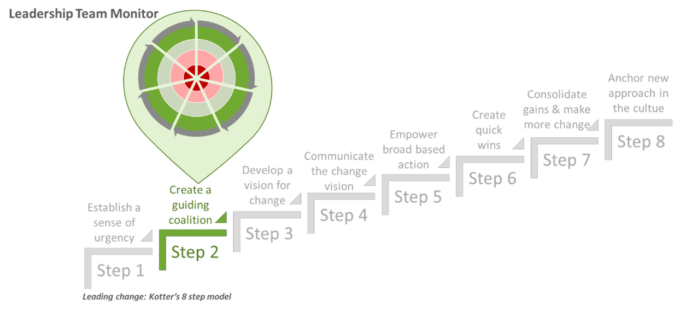 Leadership Team Monitor
Establish a
sense of
urgency
Step 1
Create a
guiding
coalition
Step 2
Develop a
vision for
change
Step 3
Communicate
the change
vision
Step 4
Empower
broad based
action
Step 5
Create
quick
wins
Step 6
Consolidate
gains & make
more change
Step 7
Anchor new
approach in
the cultue
Step 8
Leading change: Kotter's 8 step model